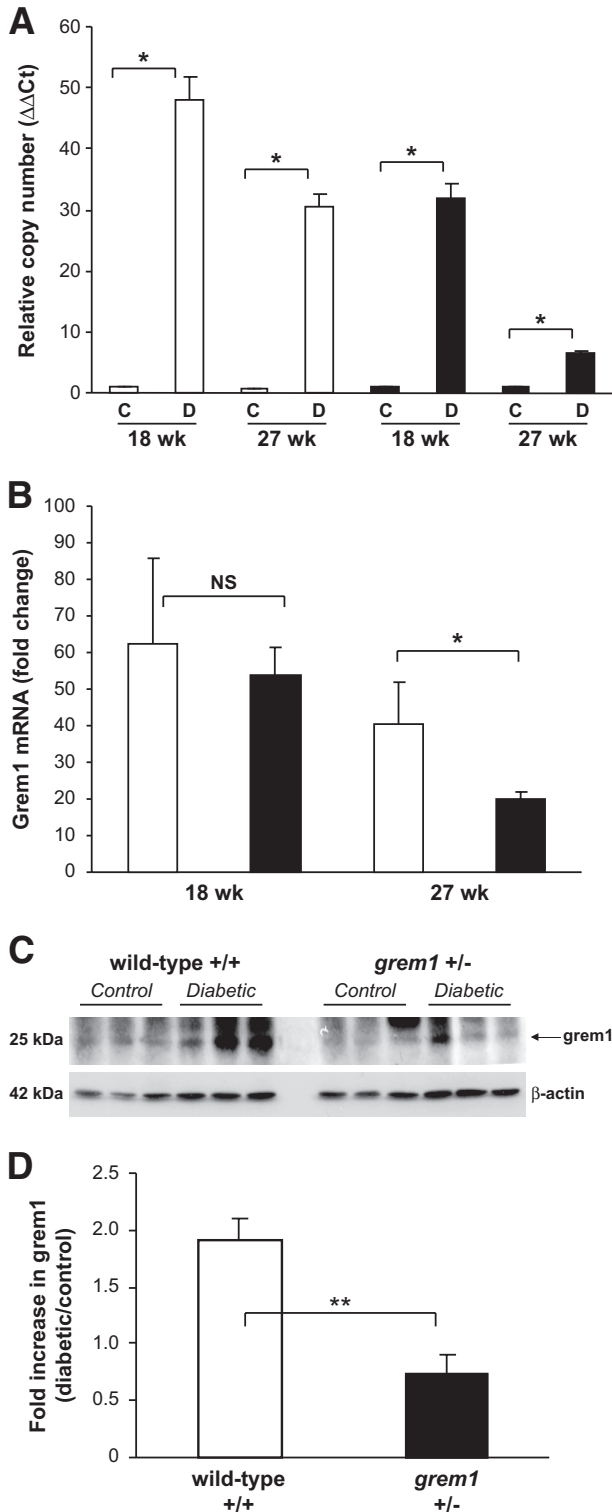 A
Relative copy number (ΔΔCt)
60
50
40
30
20
10
0
*
*
*
*
C D C D C D C D
18 wk 27 wk 18 wk 27 wk
B
Grem1 mRNA (fold change)
100
90
80
70
60
50
40
30
20
10
0
NS
*
18 wk 27 wk
C
wild-type +/+ grem1 +/-
Control Diabetic Control Diabetic
25 kDa grem1
42 kDa β-actin
D
Fold increase in grem1
(diabetic/control)
2.5
2.0
1.5
1.0
0.5
0
**
wild-type grem1
+/+ +/-